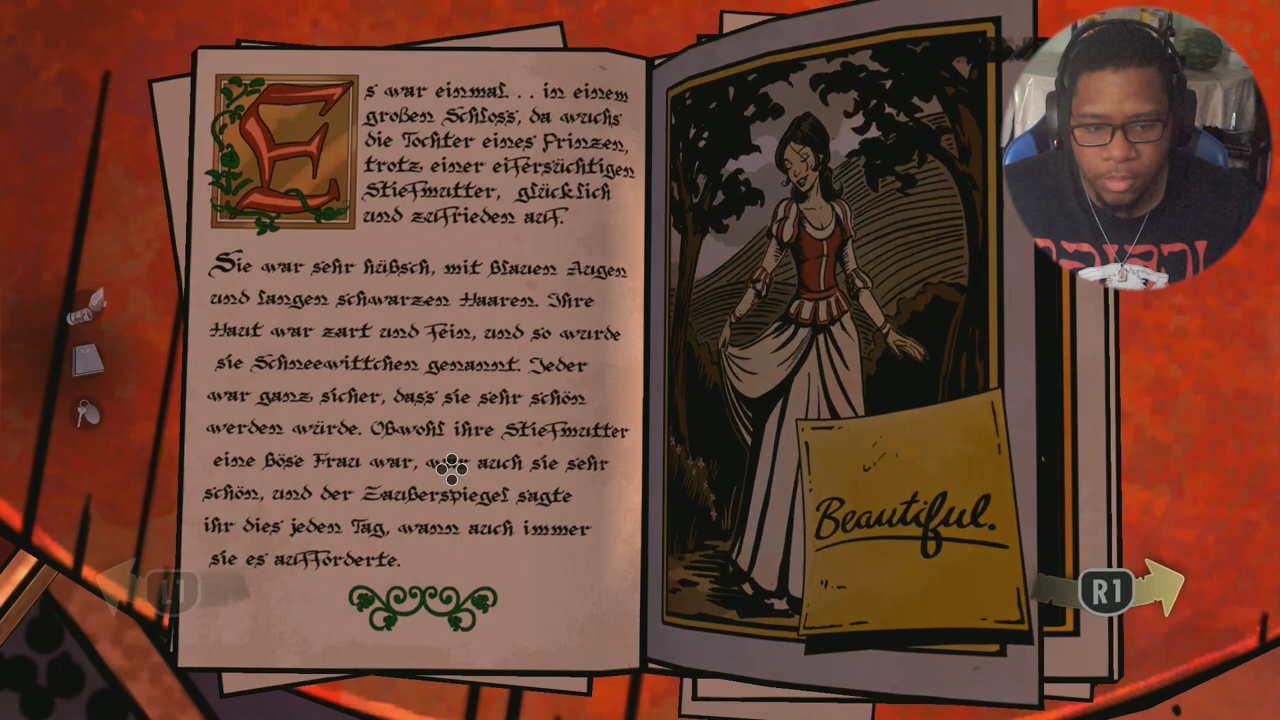 Es war einmal. . . in einem
großen Schloss, da wuchs
die Tochter eines Prinzen,
trotz einer eifersüchtigen
Stiefmutter, glücklich
und zufrieden auf.
Sie war sehr hübsch, mit blauen Augen
und langen schwarzen Haaren. Ihre
Haut war zart und fein, und so wurde
sie Schneewittchen genannt. Jeder
war ganz sicher, dass sie sehr schön
werden würde. Obwohl ihre Stiefmutter
eine böse Frau war, war auch sie sehr
schön, und der Zauberspiegel sagte
ihr dies jeden Tag, wann auch immer
sie es aufforderte.
Beautiful.
L1
R1